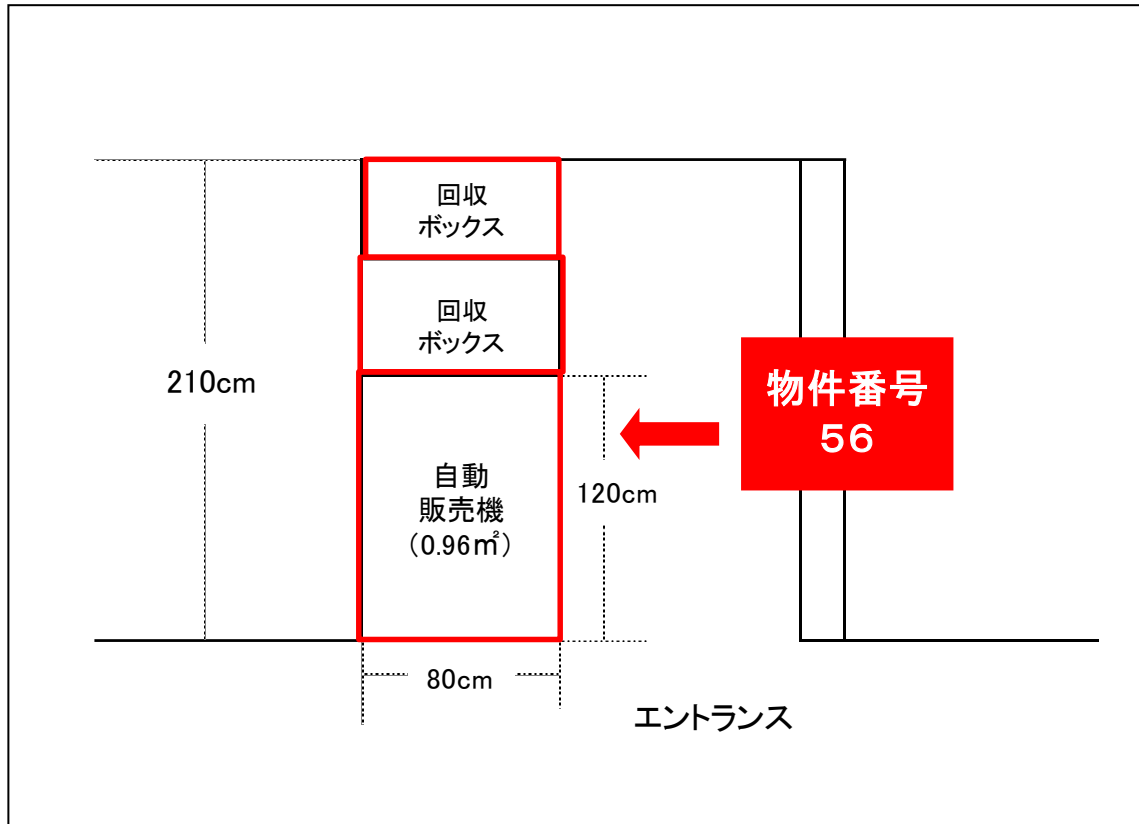 回収
ボックス
回収
ボックス
210cm
物件番号
５６
自動
販売機
（0.96㎡）
120cm
80cm
エントランス